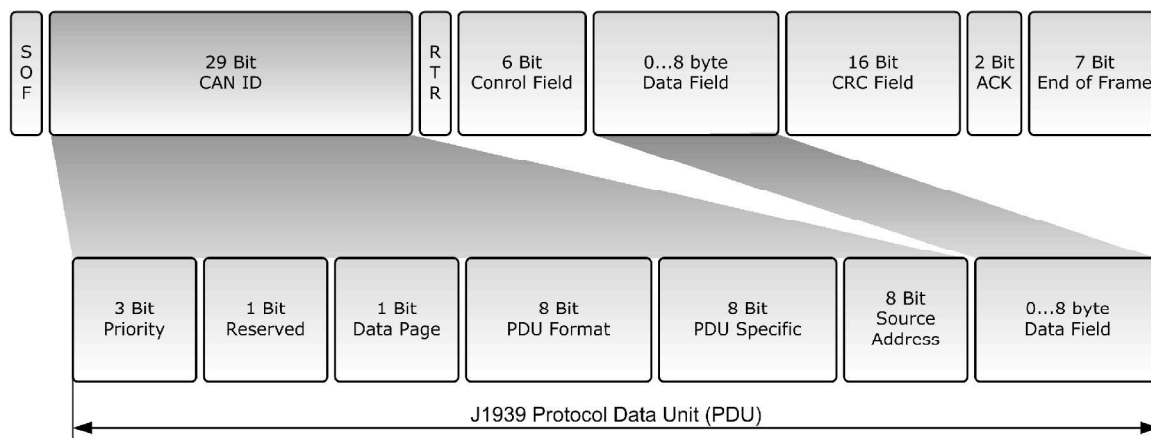 S
O
F
29 Bit
CAN ID
R
T
R
6 Bit
Conrol Field
0...8 byte
Data Field
16 Bit
CRC Field
2 Bit
ACK
7 Bit
End of Frame
3 Bit
Priority
1 Bit
Reserved
1 Bit
Data Page
8 Bit
PDU Format
8 Bit
PDU Specific
8 Bit
Source
Address
0...8 byte
Data Field
J1939 Protocol Data Unit (PDU)